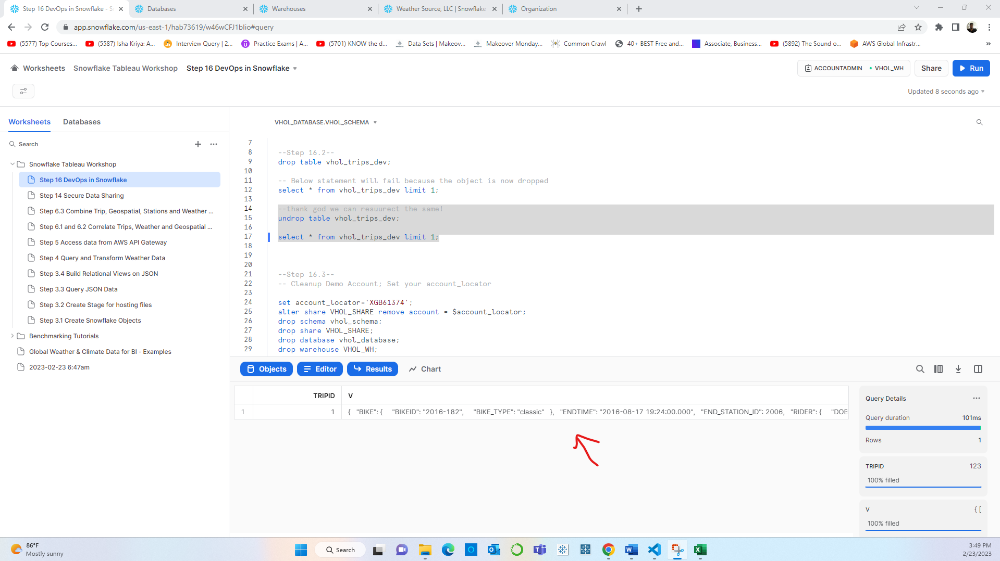 Step 16 DevOps in Snowflake - S
Databases
Warehouses
Weather Source, LLC | Snowflake
Organization
app.snowflake.com/us-east-1/hab73619/w46wCFJ1bIio#query
(5577) Top Courses...
(5587) Isha Kriya: A...
Interview Query | 2...
Practice Exams | A...
(5701) KNOW the d...
Data Sets | Makeov...
Makeover Monday...
Common Crawl
40+ BEST Free and...
Associate, Business...
(5892) The Sound o...
AWS Global Infrastr...
»
Worksheets
Snowflake Tableau Workshop
Step 16 DevOps in Snowflake
ACCOUNTADMIN • VHOL_WH
Share
Run
Updated 8 seconds ago
Worksheets
Databases
Search
Snowflake Tableau Workshop
Step 16 DevOps in Snowflake
Step 14 Secure Data Sharing
Step 6.3 Combine Trip, Geospatial, Stations and Weather ...
Step 6.1 and 6.2 Correlate Trips, Weather and Geospatial ...
Step 5 Access data from AWS API Gateway
Step 4 Query and Transform Weather Data
Step 3.4 Build Relational Views on JSON
Step 3.3 Query JSON Data
Step 3.2 Create Stage for hosting files
Step 3.1 Create Snowflake Objects
Benchmarking Tutorials
Global Weather & Climate Data for BI - Examples
2023-02-23 6:47am
VHOL_DATABASE.VHOL_SCHEMA
7
8 --Step 16.2--
9 drop table vhol_trips_dev;
10
11 -- Below statement will fail because the object is now dropped
12 select * from vhol_trips_dev limit 1;
13
14 --thank god we can resuurect the same!
15 undrop table vhol_trips_dev;
16
17 select * from vhol_trips_dev limit 1;
18
19
20
21 --Step 16.3--
22 -- Cleanup Demo Account; Set your account_locator
23
24 set account_locator='XGB61374';
25 alter share VHOL_SHARE remove account = $account_locator;
26 drop schema vhol_schema;
27 drop share VHOL_SHARE;
28 drop database vhol_database;
29 drop warehouse VHOL_WH;
Objects
Editor
Results
Chart
TRIPID V
1 1 { "BIKE": { "BIKEID": "2016-182", "BIKE_TYPE": "classic" }, "ENDTIME": "2016-08-17 19:24:00.000", "END_STATION_ID": 2006, "RIDER": { "DOB
Query Details
Query duration 101ms
Rows 1
TRIPID 123
100% filled
V { [
100% filled
86°F
Mostly sunny
Search
3:49 PM
2/23/2023